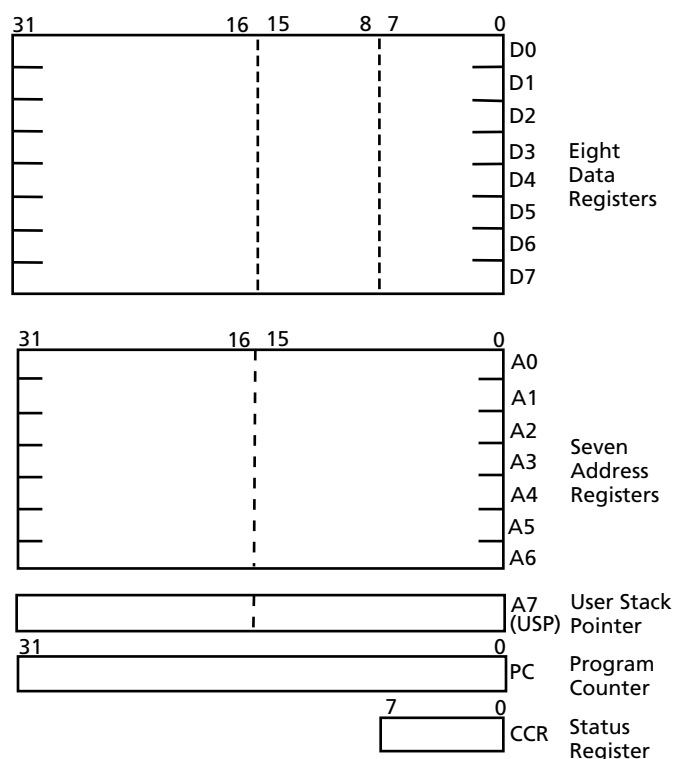 31 16 15 8 7 0
D0
D1
D2
D3
D4
D5
D6
D7
Eight
Data
Registers
31 16 15 0
A0
A1
A2
A3
A4
A5
A6
Seven
Address
Registers
A7
(USP)
User Stack
Pointer
31 0
PC
Program
Counter
7 0
CCR
Status
Register